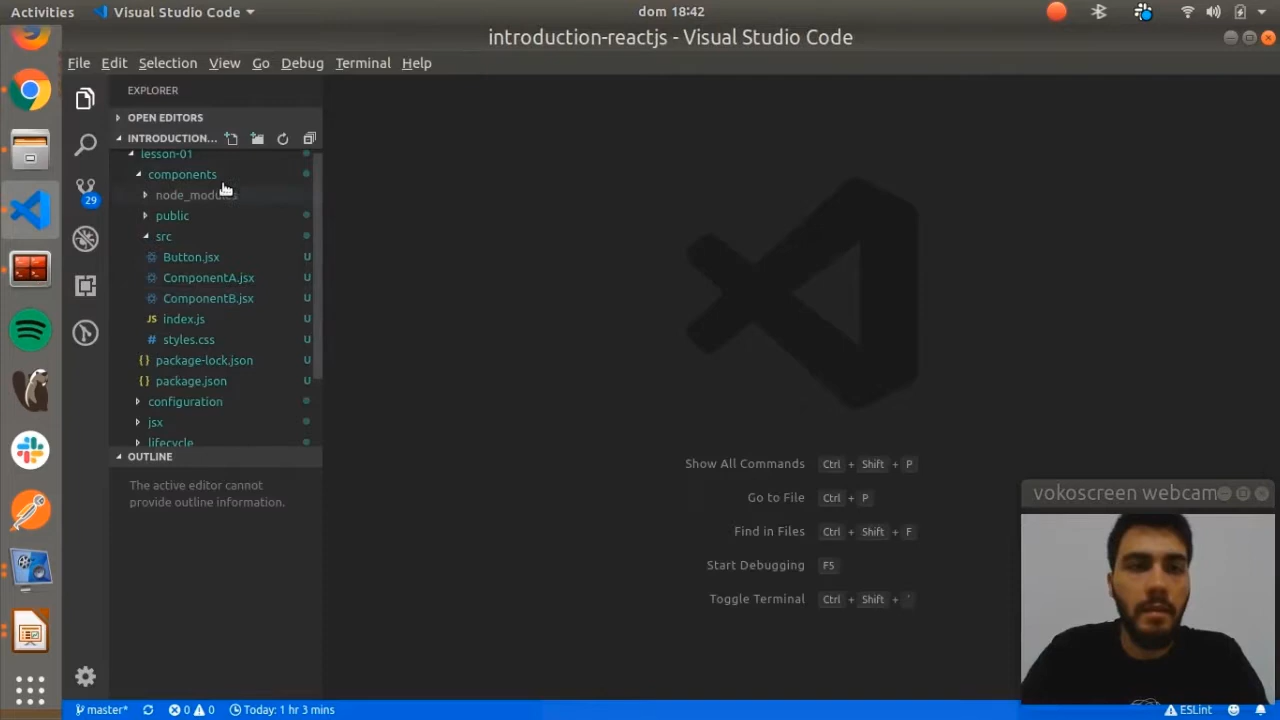 Activities Visual Studio Code dom 18:42
introduction-reactjs - Visual Studio Code
File Edit Selection View Go Debug Terminal Help
EXPLORER
OPEN EDITORS
INTRODUCTION...
lesson-01
components
node_modules
public
src
Button.jsx U
ComponentA.jsx U
ComponentB.jsx U
JS index.js U
# styles.css U
{ } package-lock.json U
{ } package.json U
configuration
jsx
lifecycle
OUTLINE
The active editor cannot
provide outline information.
29
Show All Commands Ctrl + Shift + P
Go to File Ctrl + P
Find in Files Ctrl + Shift + F
Start Debugging F5
Toggle Terminal Ctrl + Shift + '
vokoscreen webcam
master* 0 0 Today: 1 hr 3 mins ESLint